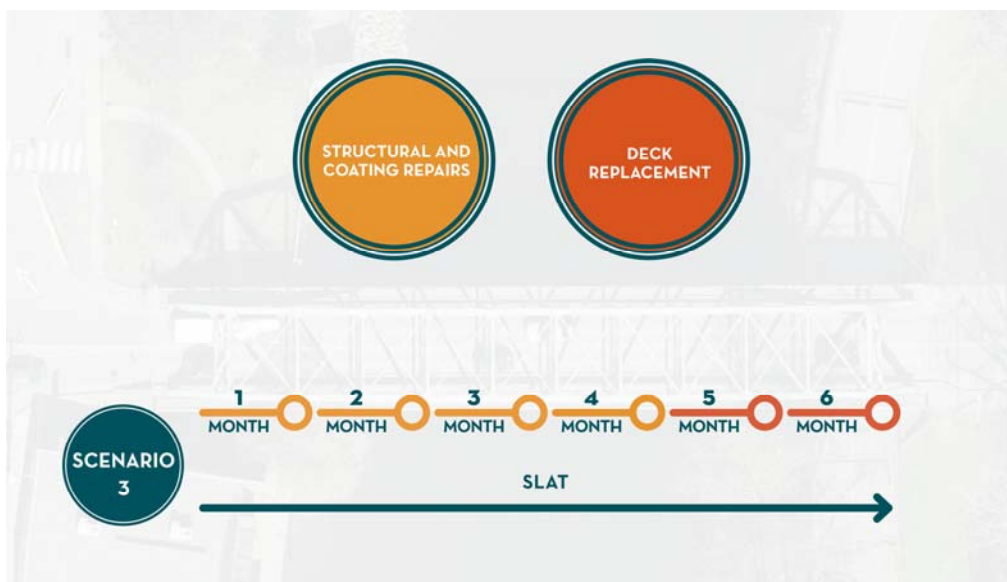 STRUCTURAL AND
COATING REPAIRS
DECK
REPLACEMENT
1 2 3 4 5 6
MONTH MONTH MONTH MONTH MONTH MONTH
SCENARIO
3
SLAT